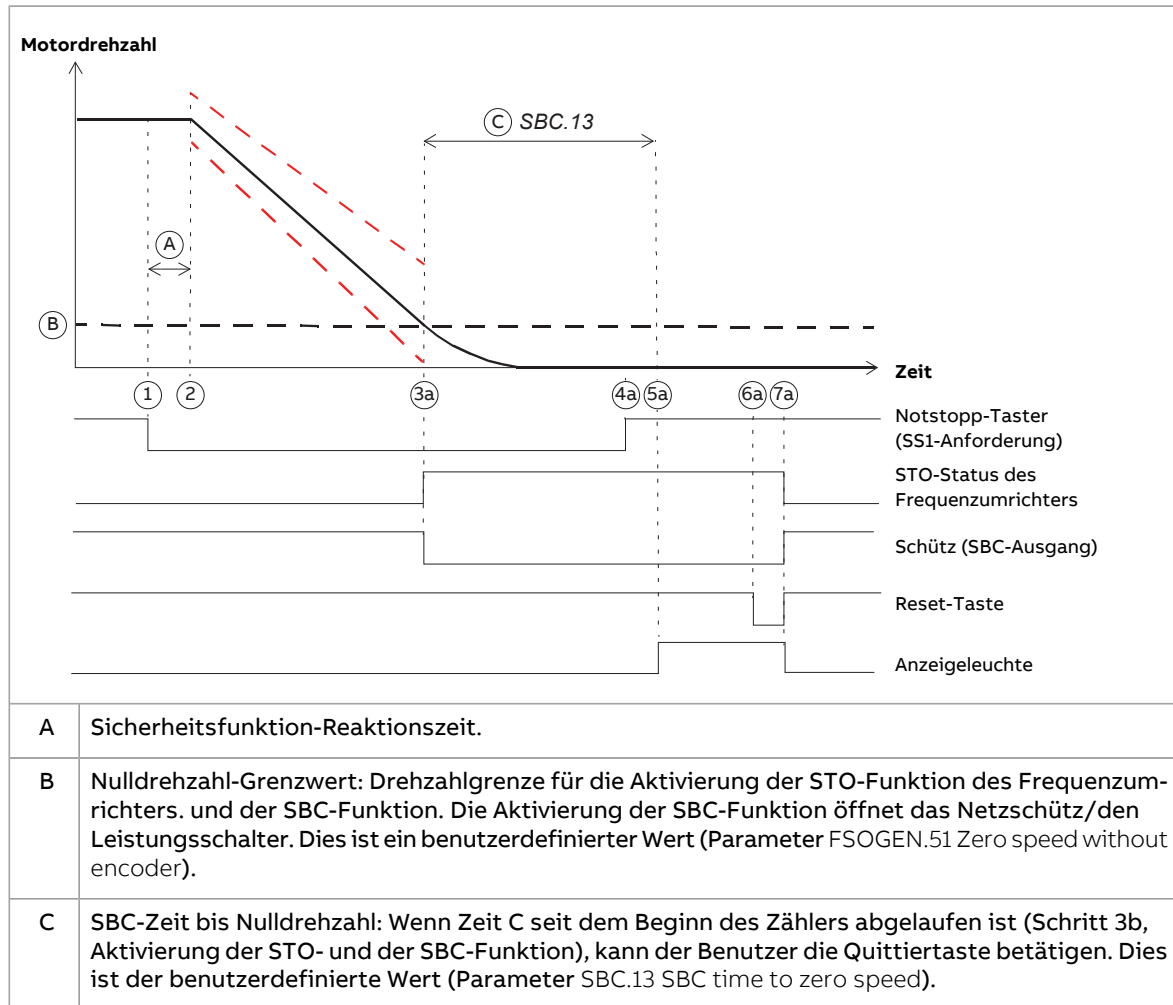 Motordrehzahl
C SBC.13
A
B
Zeit
1 2 3a 4a 5a 6a 7a
Notstopp-Taster
(SS1-Anforderung)
STO-Status des
Frequenzumrichters
Schütz (SBC-Ausgang)
Reset-Taste
Anzeigeleuchte
A Sicherheitsfunktion-Reaktionszeit.
B Nulldrehzahl-Grenzwert: Drehzahlgrenze für die Aktivierung der STO-Funktion des Frequenzum-
richters. und der SBC-Funktion. Die Aktivierung der SBC-Funktion öffnet das Netzschütz/den
Leistungsschalter. Dies ist ein benutzerdefinierter Wert (Parameter FSOGEN.51 Zero speed without
encoder).
C SBC-Zeit bis Nulldrehzahl: Wenn Zeit C seit dem Beginn des Zählers abgelaufen ist (Schritt 3b,
Aktivierung der STO- und der SBC-Funktion), kann der Benutzer die Quittiertaste betätigen. Dies
ist der benutzerdefinierte Wert (Parameter SBC.13 SBC time to zero speed).